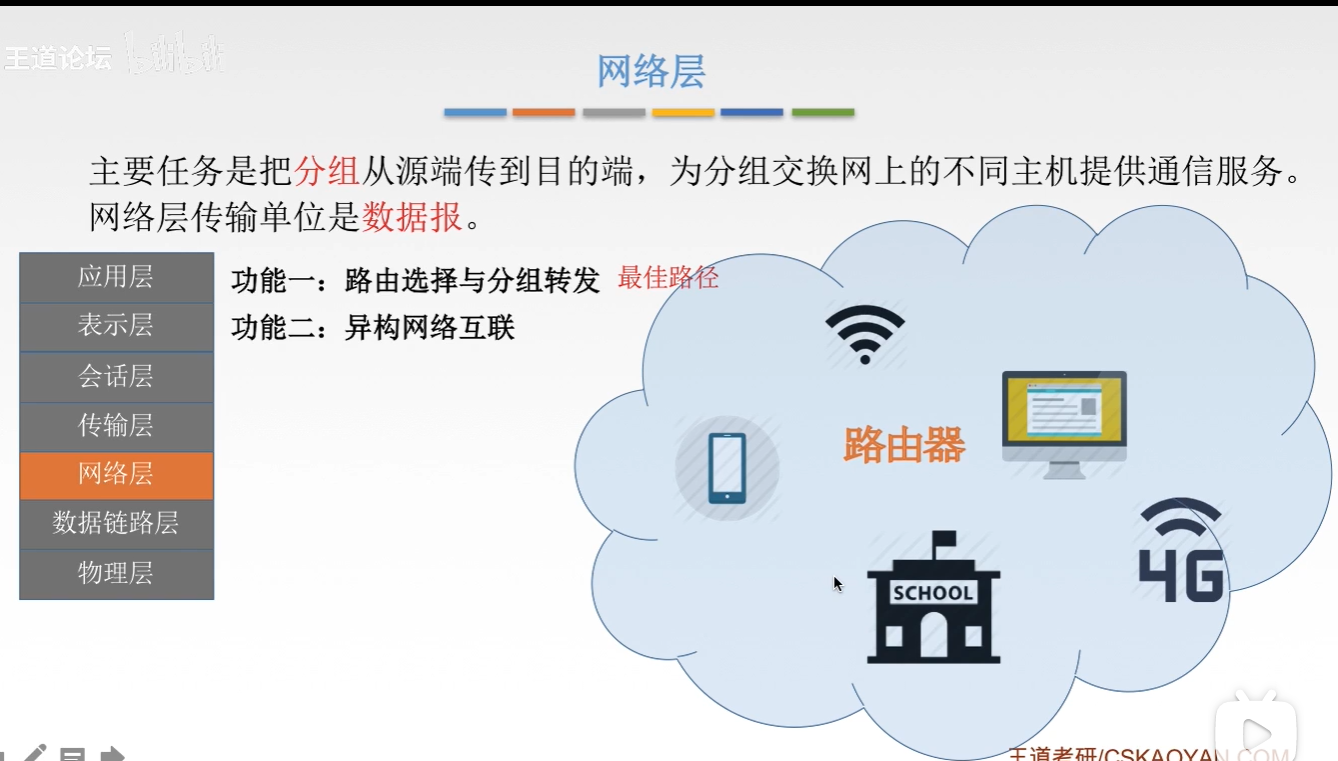 王道论坛
网络层
主要任务是把分组从源端传到目的端，为分组交换网上的不同主机提供通信服务。
网络层传输单位是数据报。
应用层
表示层
会话层
传输层
网络层
数据链路层
物理层
功能一：路由选择与分组转发 最佳路径
功能二：异构网络互联
路由器
SCHOOL
4G
王道考研/CSKAOYAN.COM